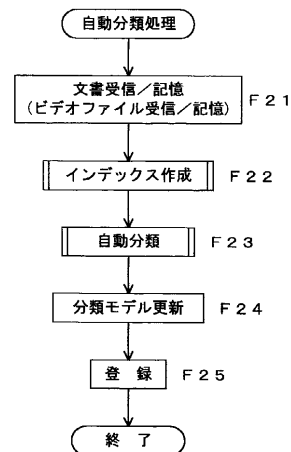 自動分類処理
文書受信／記憶
(ビデオファイル受信／記憶)
F21
インデックス作成
F22
自動分類
F23
分類モデル更新
F24
登 録
F25
終 了